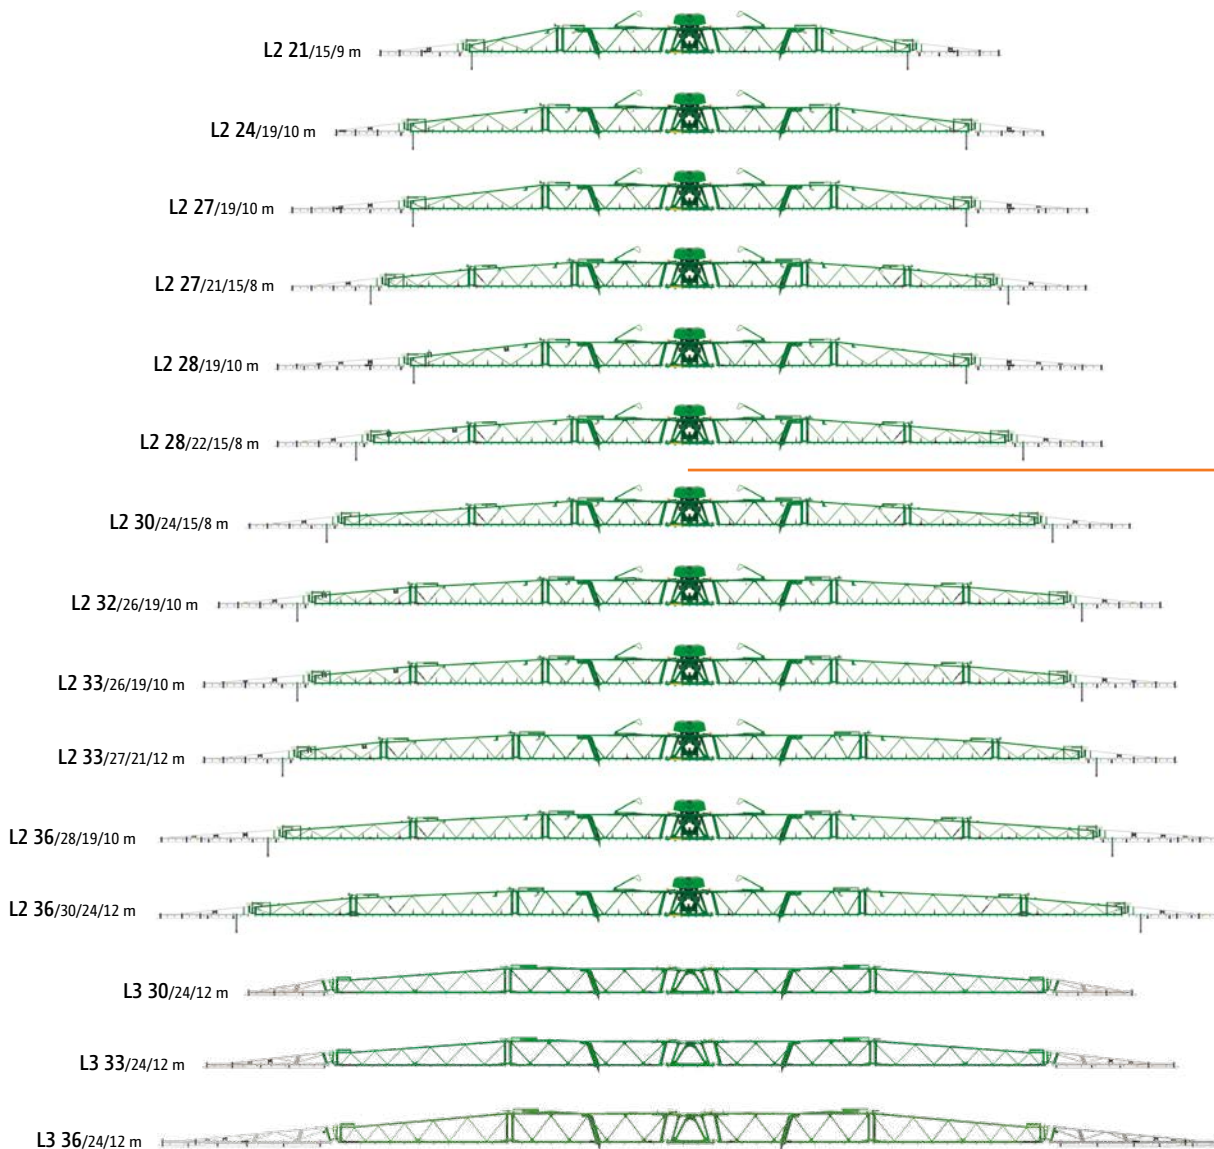 L2 21/15/9 m
L2 24/19/10 m
L2 27/19/10 m
L2 27/21/15/8 m
L2 28/19/10 m
L2 28/22/15/8 m
L2 30/24/15/8 m
L2 32/26/19/10 m
L2 33/26/19/10 m
L2 33/27/21/12 m
L2 36/28/19/10 m
L2 36/30/24/12 m
L3 30/24/12 m
L3 33/24/12 m
L3 36/24/12 m